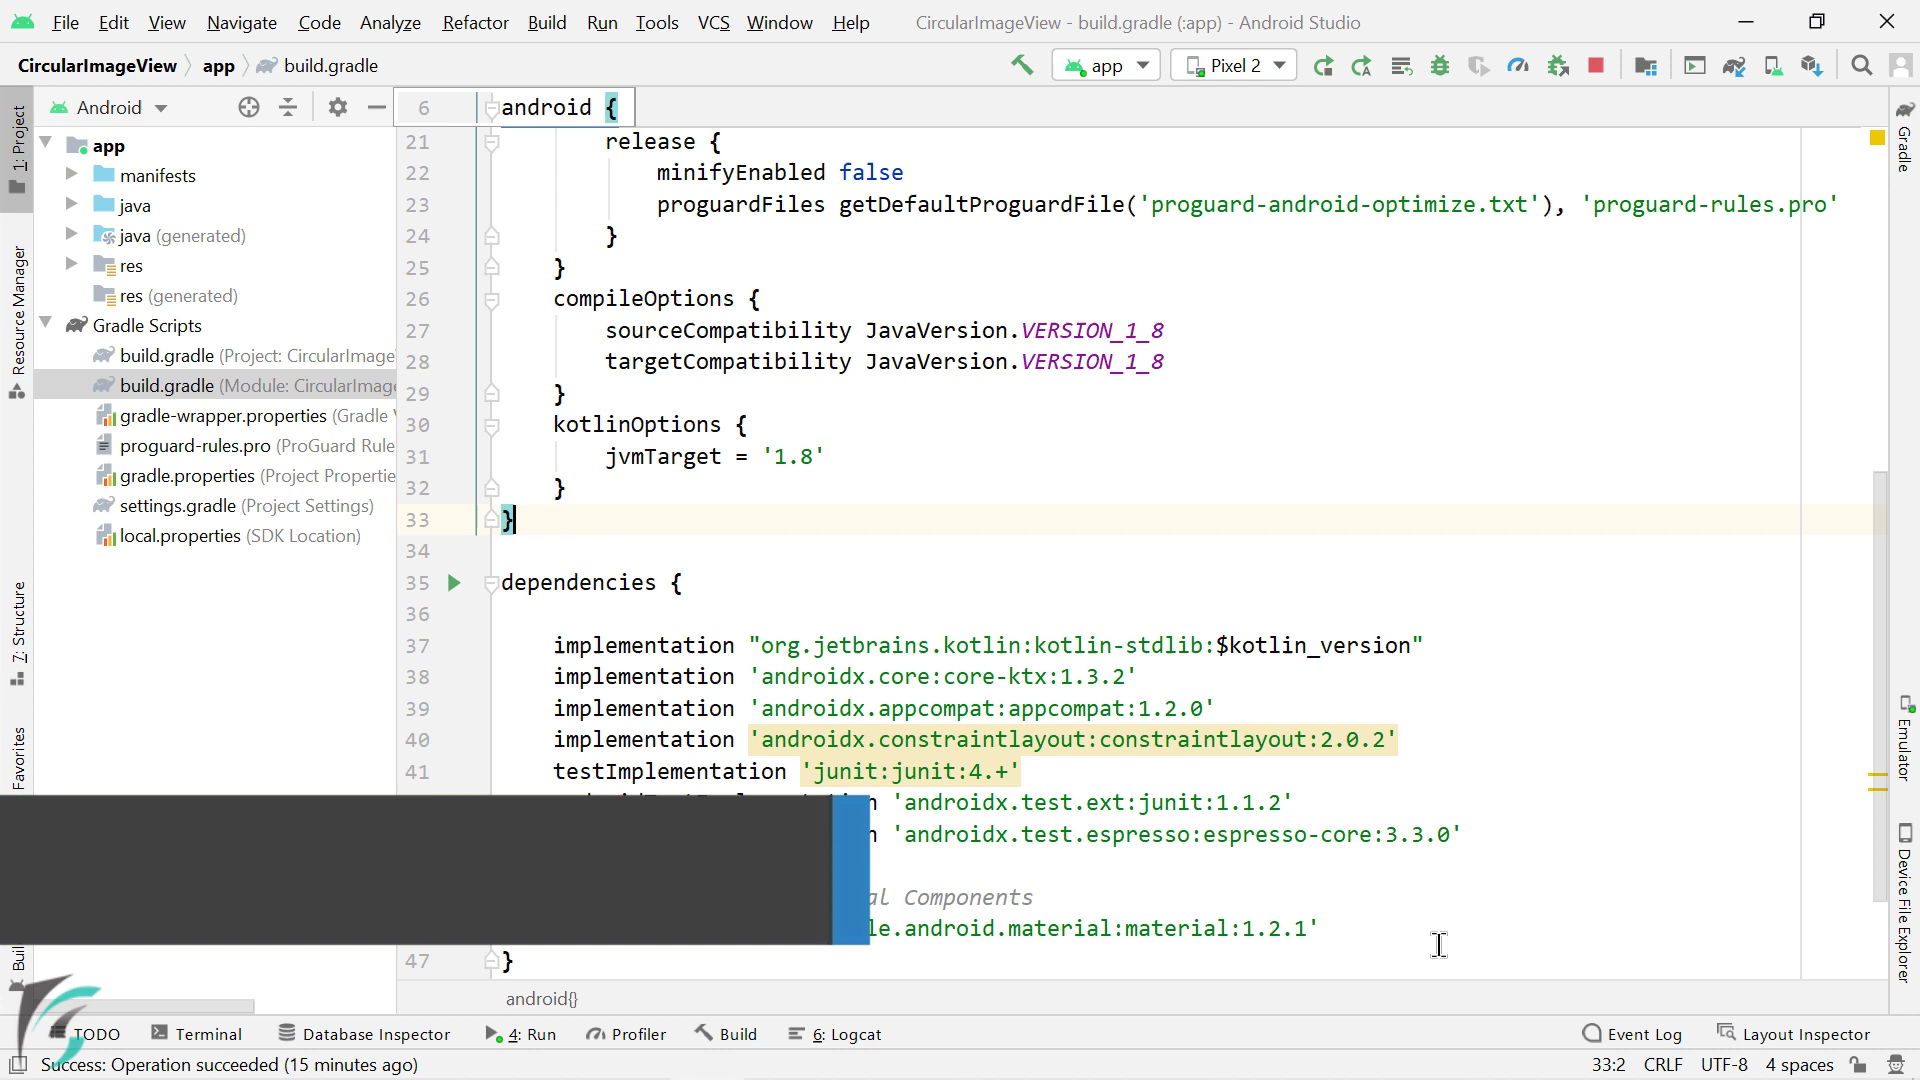 File Edit View Navigate Code Analyze Refactor Build Run Tools VCS Window Help CircularImageView - build.gradle (:app) - Android Studio
CircularImageView app build.gradle app Pixel 2
Android
1: Project
Resource Manager
Z: Structure
Favorites
app
manifests
java
java (generated)
res
res (generated)
Gradle Scripts
build.gradle (Project: CircularImage
build.gradle (Module: CircularImage
gradle-wrapper.properties (Gradle
proguard-rules.pro (ProGuard Rule
gradle.properties (Project Propertie
settings.gradle (Project Settings)
local.properties (SDK Location)
6 android {
21 release {
22 minifyEnabled false
23 proguardFiles getDefaultProguardFile('proguard-android-optimize.txt'), 'proguard-rules.pro'
24 }
25 }
26 compileOptions {
27 sourceCompatibility JavaVersion.VERSION_1_8
28 targetCompatibility JavaVersion.VERSION_1_8
29 }
30 kotlinOptions {
31 jvmTarget = '1.8'
32 }
33 }
34
35 dependencies {
36
37 implementation "org.jetbrains.kotlin:kotlin-stdlib:$kotlin_version"
38 implementation 'androidx.core:core-ktx:1.3.2'
39 implementation 'androidx.appcompat:appcompat:1.2.0'
40 implementation 'androidx.constraintlayout:constraintlayout:2.0.2'
41 testImplementation 'junit:junit:4.+'
'androidx.test.ext:junit:1.1.2'
'androidx.test.espresso:espresso-core:3.3.0'
al Components
le.android.material:material:1.2.1'
47 }
android{}
Gradle
Emulator
Device File Explorer
TODO Terminal Database Inspector 4: Run Profiler Build 6: Logcat Event Log Layout Inspector
Success: Operation succeeded (15 minutes ago) 33:2 CRLF UTF-8 4 spaces